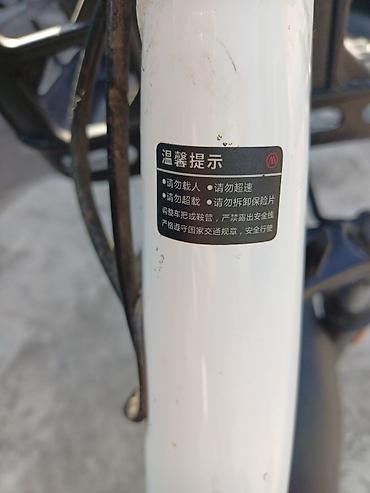 温馨提示
●请勿载人 ●请勿超速
●请勿超载 ●请勿拆卸保险片
调整车把或鞍管，严禁露出安全线
严格遵守国家交通规章，安全行驶